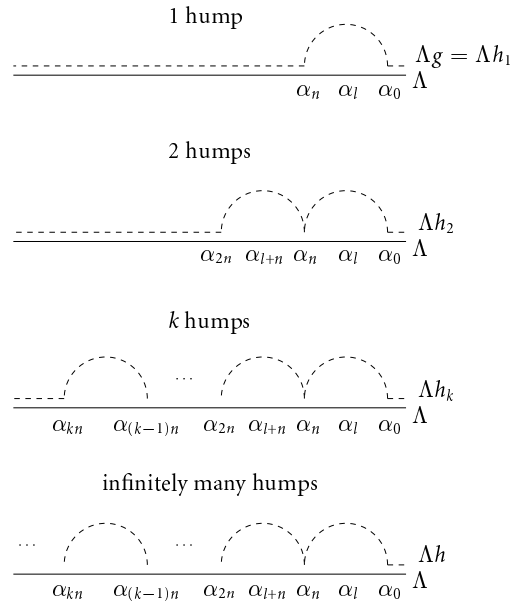 1 hump
Λg = Λh₁
Λ
αₙ αₗ α₀
2 humps
Λh₂
Λ
α₂ₙ αₗ₊ₙ αₙ αₗ α₀
k humps
...
Λhₖ
Λ
αₖₙ α₍ₖ₋₁₎ₙ α₂ₙ αₗ₊ₙ αₙ αₗ α₀
infinitely many humps
... ...
Λh
Λ
αₖₙ α₍ₖ₋₁₎ₙ α₂ₙ αₗ₊ₙ αₙ αₗ α₀